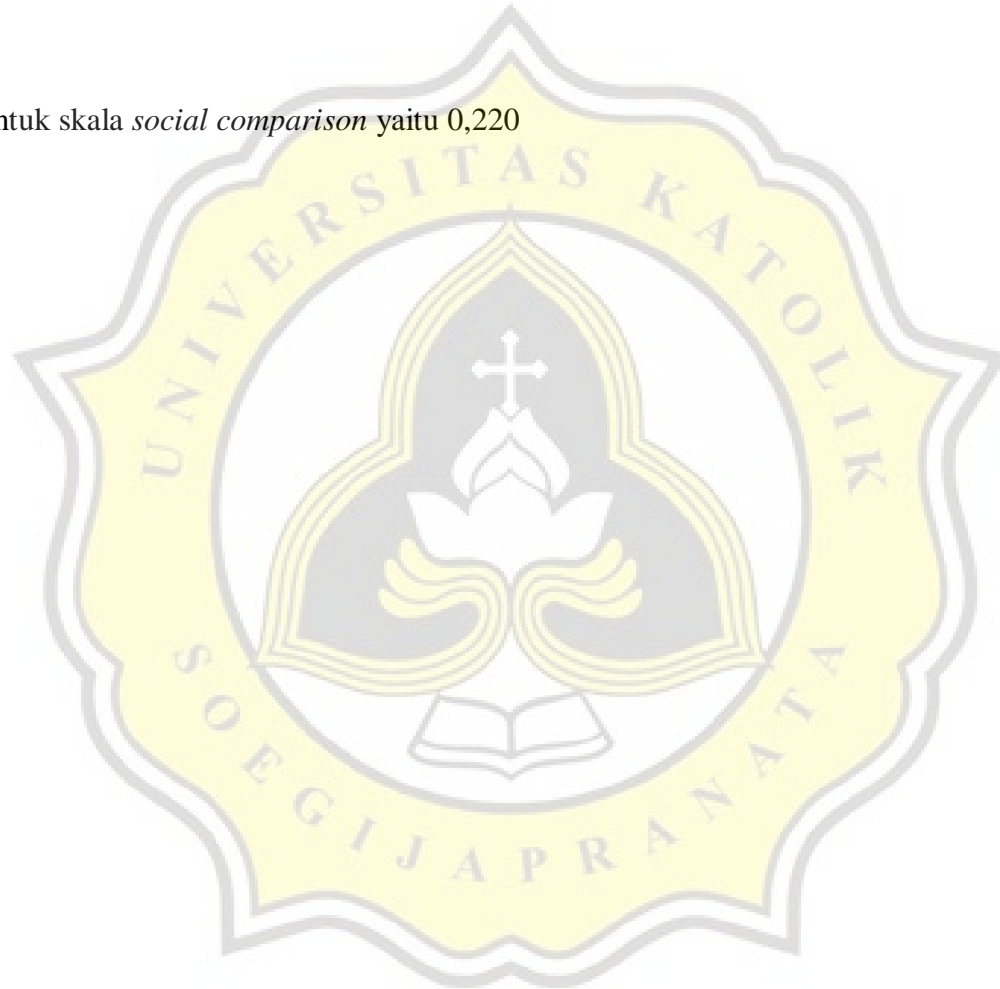 ntuk skala social comparison yaitu 0,220
UNIVERSITAS KATOLIK
SOEGIJAPRANATA